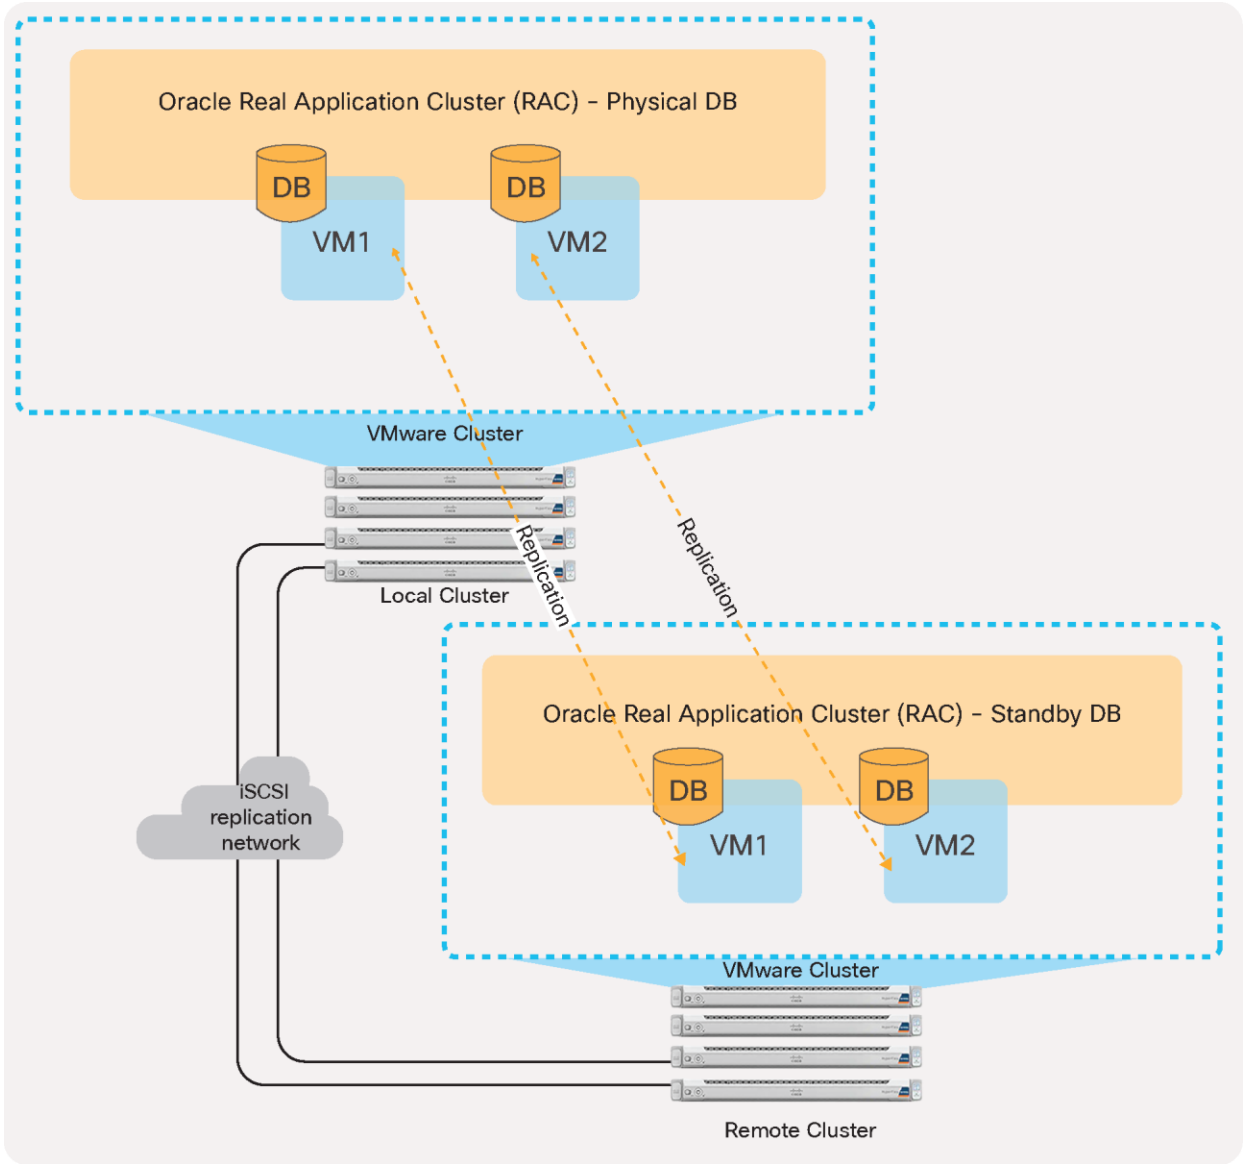 Oracle Real Application Cluster (RAC) – Physical DB
DB
DB
VM1
VM2
VMware Cluster
Local Cluster
Replication
Replication
Oracle Real Application Cluster (RAC) – Standby DB
DB
DB
VM1
VM2
iSCSI
replication
network
VMware Cluster
Remote Cluster